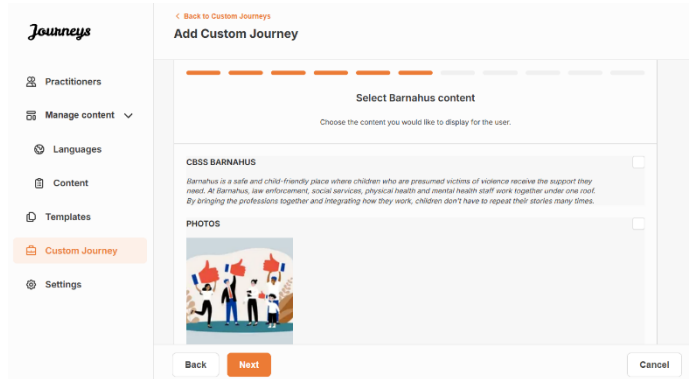 Journeys
< Back to Custom Journeys
Add Custom Journey
Practitioners
Manage content
Languages
Content
Templates
Custom Journey
Settings
Select Barnahus content
Choose the content you would like to display for the user.
CBSS BARNAHUS
Barnahus is a safe and child-friendly place where children who are presumed victims of violence receive the support they
need. At Barnahus, law enforcement, social services, physical health and mental health staff work together under one roof.
By bringing the professions together and integrating how they work, children don't have to repeat their stories many times.
PHOTOS
Back
Next
Cancel